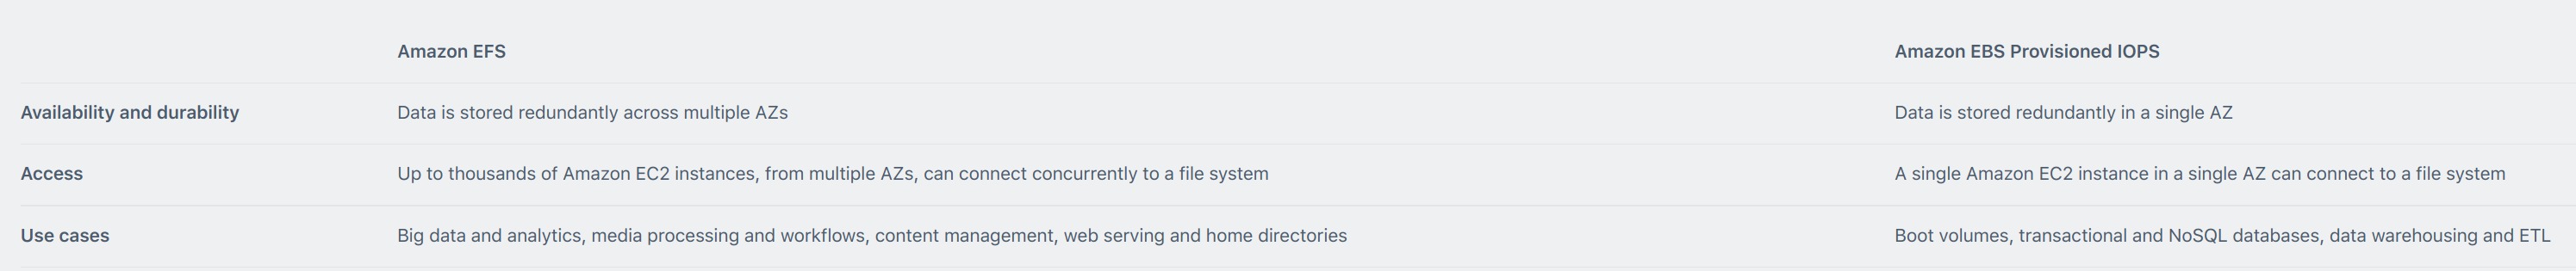 Amazon EFS Amazon EBS Provisioned IOPS
Availability and durability Data is stored redundantly across multiple AZs Data is stored redundantly in a single AZ
Access Up to thousands of Amazon EC2 instances, from multiple AZs, can connect concurrently to a file system A single Amazon EC2 instance in a single AZ can connect to a file system
Use cases Big data and analytics, media processing and workflows, content management, web serving and home directories Boot volumes, transactional and NoSQL databases, data warehousing and ETL